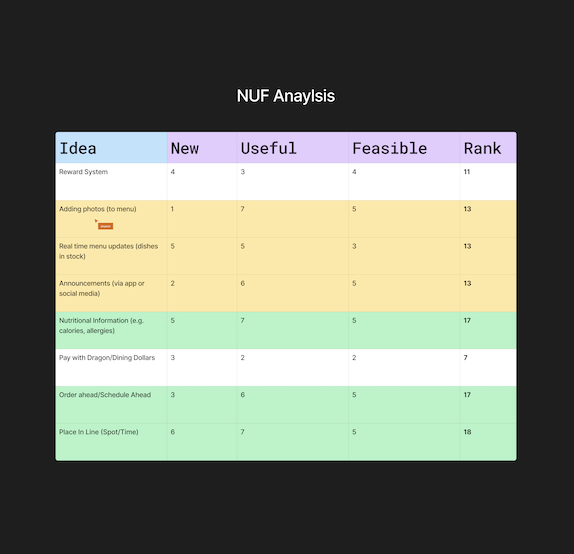 NUF Anaylsis
Idea New Useful Feasible Rank
Reward System 4 3 4 11
Adding photos (to menu) 1 7 5 13
Real time menu updates (dishes 5 5 3 13
in stock)
Announcements (via app or 2 6 5 13
social media)
Nutritional Information (e.g. 5 7 5 17
calories, allergies)
Pay with Dragon/Dining Dollars 3 2 2 7
Order ahead/Schedule Ahead 3 6 5 17
Place In Line (Spot/Time) 6 7 5 18